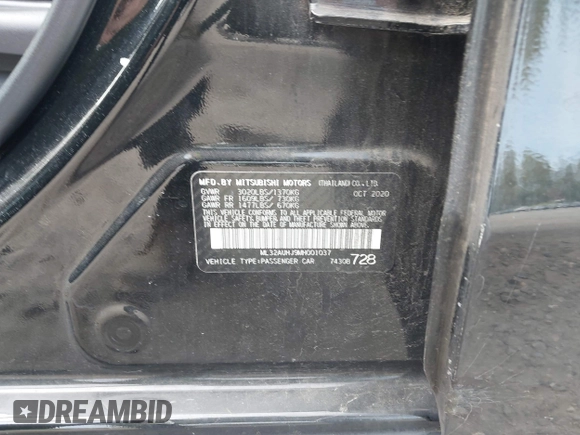 MFD.BY MITSUBISHI MOTORS (THAILAND CO., LTD.
GVWR 3020LBS/1370KG OCT 2020
GAWR FR 1609LBS/ 730KG
GAWR RR 1477LBS/ 670KG
THIS VEHICLE CONFORMS TO ALL APPLICABLE FEDERAL MOTOR
VEHICLE SAFETY, BUMPER, AND THEFT PREVENTION STANDARDS
IN EFFECT ON THE DATE OF MANUFACTURE SHOWN ABOVE.
ML32AUHJ9MH001037
VEHICLE TYPE:PASSENGER CAR 7430B 728
DREAMBID